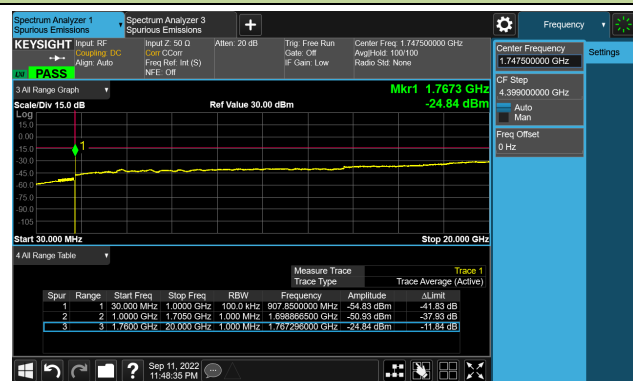 Spectrum Analyzer 1
Spurious Emissions
Spectrum Analyzer 3
Spurious Emissions
Frequency
KEYSIGHT
Input: RF
Coupling: DC
Align: Auto
Input Z: 50 Ω
Corr CCorr
Freq Ref: Int (S)
NFE: Off
Atten: 20 dB
Trig: Free Run
Gate: Off
IF Gain: Low
Center Freq: 1.747500000 GHz
Avg|Hold: 100/100
Radio Std: None
LXI PASS
Center Frequency
1.747500000 GHz
Settings
CF Step
4.399000000 GHz
Auto
Man
Freq Offset
0 Hz
3 All Range Graph
Mkr1 1.7673 GHz
Scale/Div 15.0 dB
Ref Value 30.00 dBm
-24.84 dBm
Log
15.0
0.00
-15.0
-30.0
-45.0
-60.0
-75.0
-90.0
-105
1
Start 30.000 MHz
Stop 20.000 GHz
4 All Range Table
Measure Trace Trace 1
Trace Type Trace Average (Active)
Spur Range Start Freq Stop Freq RBW Frequency Amplitude ΔLimit
1 1 30.000 MHz 1.0000 GHz 100.0 kHz 907.8500000 MHz -54.83 dBm -41.83 dB
2 2 1.0000 GHz 1.7050 GHz 1.000 MHz 1.698866500 GHz -50.93 dBm -37.93 dB
3 3 1.7600 GHz 20.000 GHz 1.000 MHz 1.767296000 GHz -24.84 dBm -11.84 dB
Sep 11, 2022
11:48:35 PM